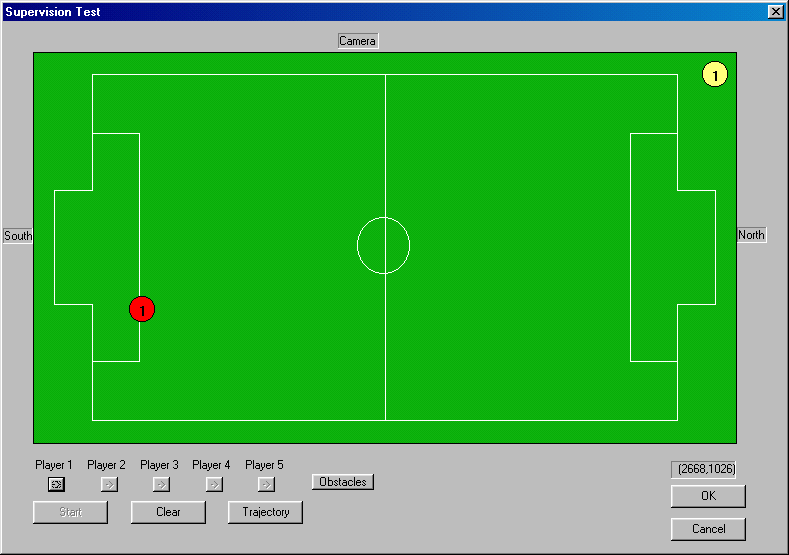 Supervision Test
Camera
1
South
North
1
Player 1 Player 2 Player 3 Player 4 Player 5
Obstacles
(2668,1026)
Start Clear Trajectory
OK
Cancel